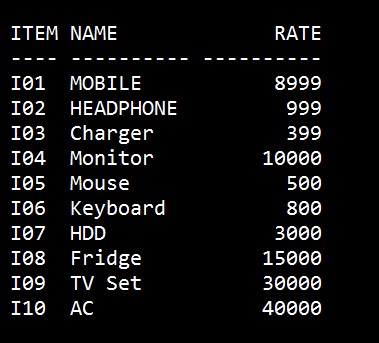 ITEM NAME             RATE
---- ---------- ----------
I01  MOBILE           8999
I02  HEADPHONE         999
I03  Charger           399
I04  Monitor         10000
I05  Mouse             500
I06  Keyboard          800
I07  HDD              3000
I08  Fridge          15000
I09  TV Set          30000
I10  AC              40000